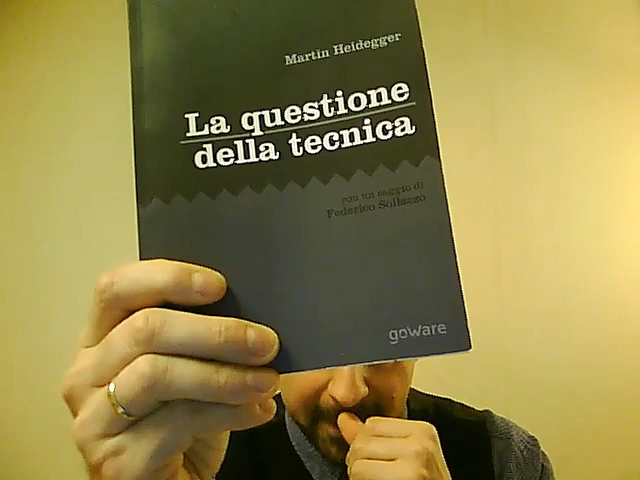 Martin Heidegger
La questione
della tecnica
con un saggio di
Federico Sollazzo
goWare